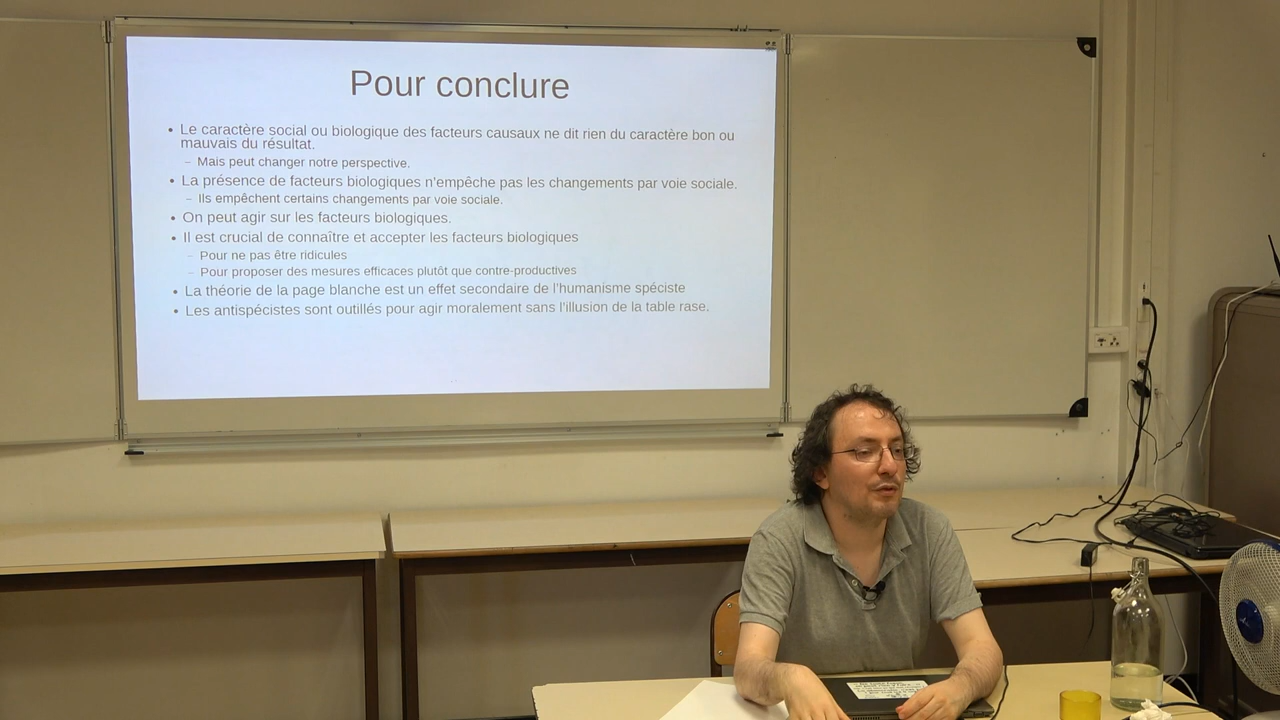 Pour conclure
• Le caractère social ou biologique des facteurs causaux ne dit rien du caractère bon ou
mauvais du résultat.
– Mais peut changer notre perspective.
• La présence de facteurs biologiques n'empêche pas les changements par voie sociale.
– Ils empêchent certains changements par voie sociale.
• On peut agir sur les facteurs biologiques.
• Il est crucial de connaître et accepter les facteurs biologiques
– Pour ne pas être ridicules
– Pour proposer des mesures efficaces plutôt que contre-productives
• La théorie de la page blanche est un effet secondaire de l'humanisme spéciste
• Les antispécistes sont outillés pour agir moralement sans l'illusion de la table rase.